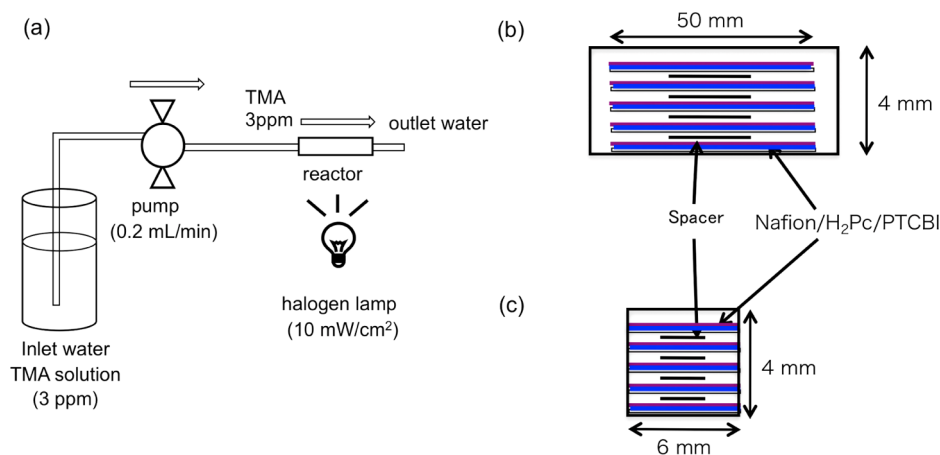 (a)
TMA
3ppm
outlet water
reactor
pump
(0.2 mL/min)
halogen lamp
(10 mW/cm²)
Inlet water
TMA solution
(3 ppm)
(b)
50 mm
4 mm
Spacer
Nafion/H₂Pc/PTCBI
(c)
4 mm
6 mm